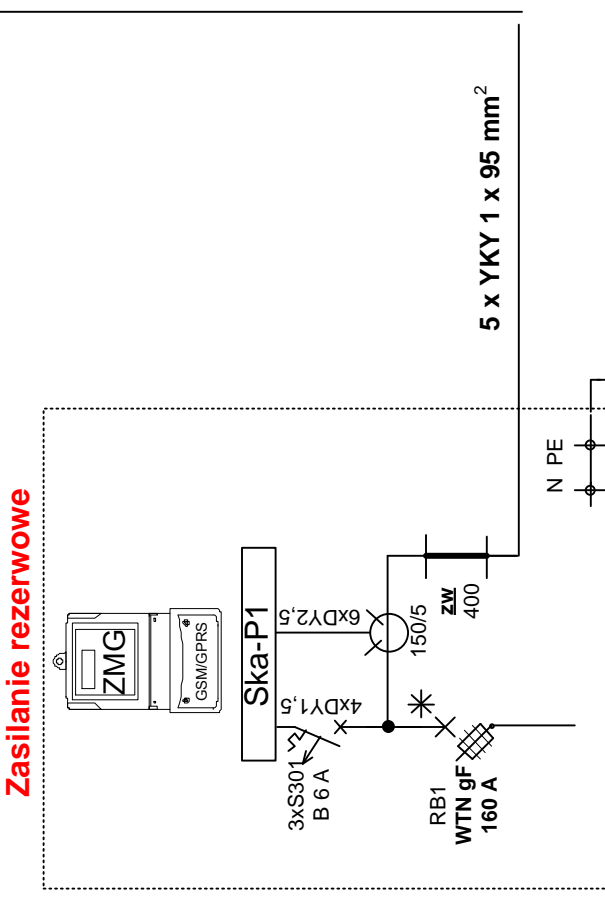 Zasilanie rezerwowe
ZMG
GSM/GPRS
Ska-P1
6xDY2,5
4xDY1,5
3xS301
B 6 A
150/5
zw
400
RB1
WTN gF
160 A
5 x YKY 1 x 95 mm²
N PE